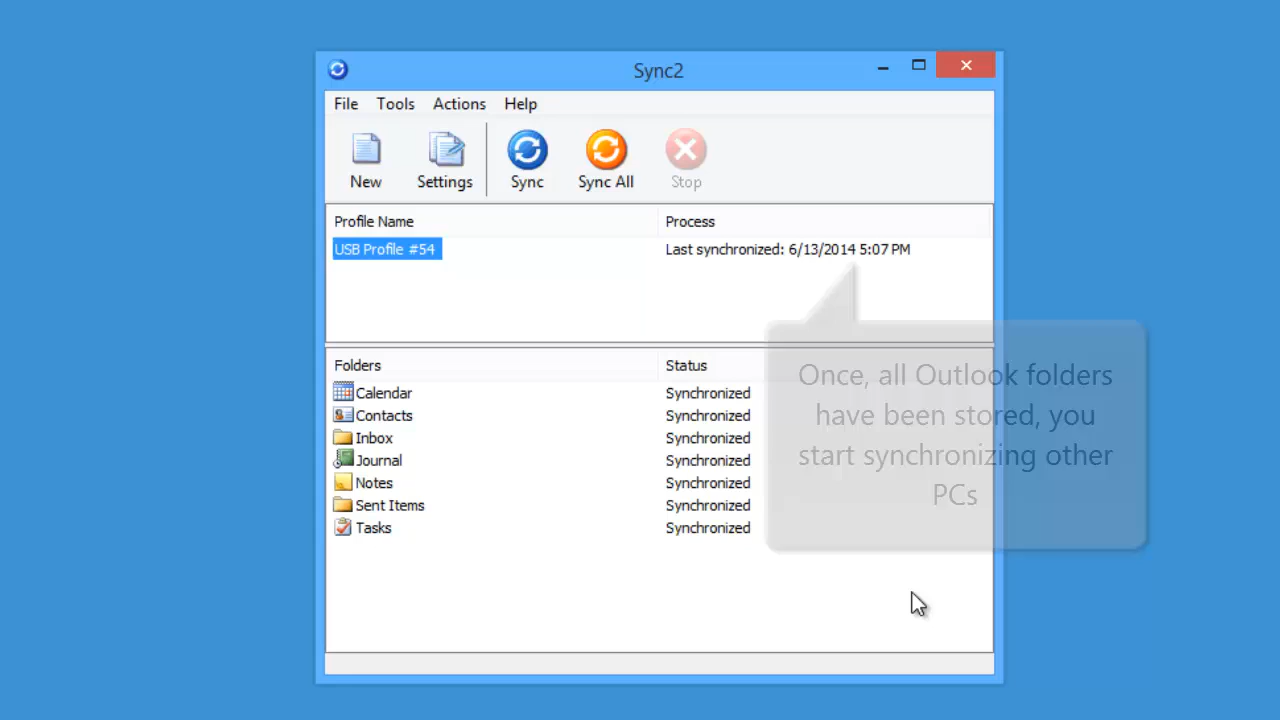 Sync2
File Tools Actions Help
New Settings Sync Sync All Stop
Profile Name Process
USB Profile #54 Last synchronized: 6/13/2014 5:07 PM
Folders Status
Calendar Synchronized
Contacts Synchronized
Inbox Synchronized
Journal Synchronized
Notes Synchronized
Sent Items Synchronized
Tasks Synchronized
Once, all Outlook folders
have been stored, you
start synchronizing other
PCs